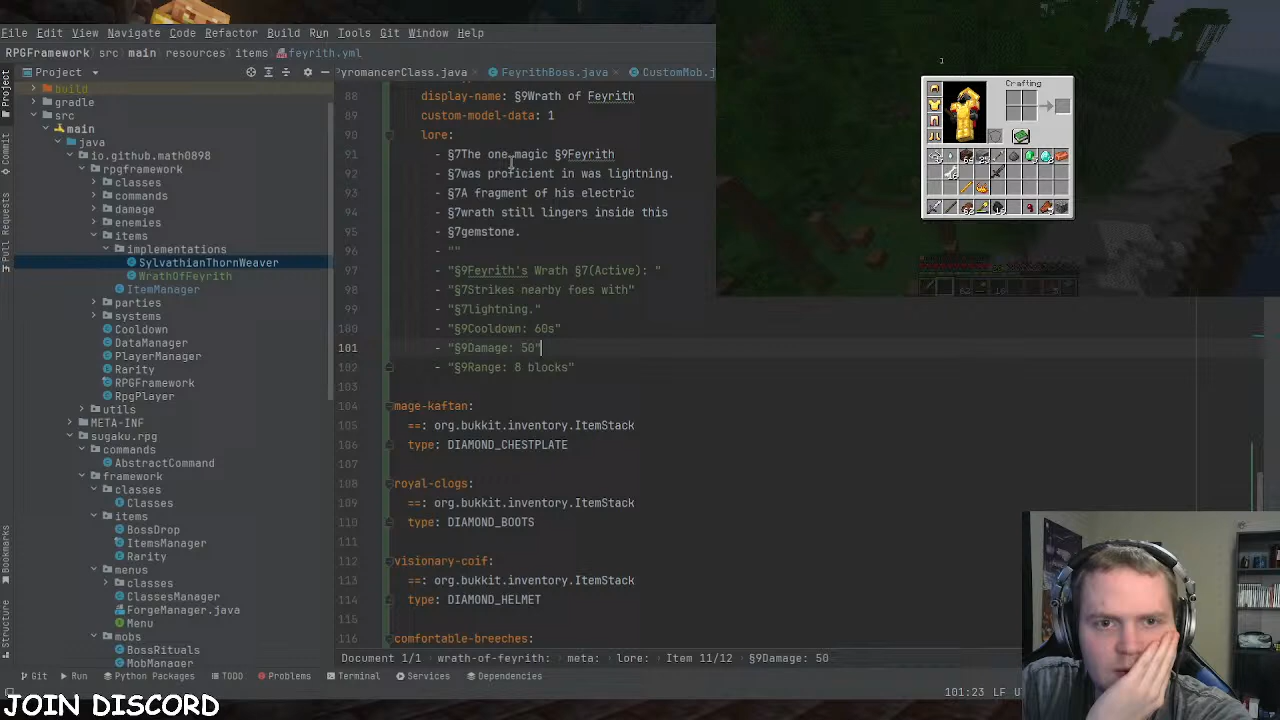 File Edit View Navigate Code Refactor Build Run Tools Git Window Help
RPGFramework src main resources items feyrith.yml
Project
yromancerClass.java FeyrithBoss.java CustomMob.j
Pull Requests
Commit
Project
Bookmarks
Structure
build
gradle
src
main
java
io.github.math0898
rpgframework
classes
commands
damage
enemies
items
implementations
SylvathianThornWeaver
WrathOfFeyrith
ItemManager
parties
systems
Cooldown
DataManager
PlayerManager
Rarity
RPGFramework
RpgPlayer
utils
META-INF
sugaku.rpg
commands
AbstractCommand
framework
classes
Classes
items
BossDrop
ItemsManager
Rarity
menus
classes
ClassesManager
ForgeManager.java
Menu
mobs
BossRituals
MobManager
88 display-name: §9Wrath of Feyrith
89 custom-model-data: 1
90 lore:
91 - §7The one magic §9Feyrith
92 - §7was proficient in was lightning.
93 - §7A fragment of his electric
94 - §7wrath still lingers inside this
95 - §7gemstone.
96 - ""
97 - "§9Feyrith's Wrath §7(Active): "
98 - "§7Strikes nearby foes with"
99 - "§7lightning."
100 - "§9Cooldown: 60s"
101 - "§9Damage: 50"
102 - "§9Range: 8 blocks"
103
104 mage-kaftan:
105 ==: org.bukkit.inventory.ItemStack
106 type: DIAMOND_CHESTPLATE
107
108 royal-clogs:
109 ==: org.bukkit.inventory.ItemStack
110 type: DIAMOND_BOOTS
111
112 visionary-coif:
113 ==: org.bukkit.inventory.ItemStack
114 type: DIAMOND_HELMET
115
116 comfortable-breeches:
Crafting
Document 1/1 wrath-of-feyrith: meta: lore: Item 11/12 §9Damage: 50
Git Run Python Packages TODO Problems Terminal Services Dependencies
101:23 LF
JOIN DISCORD